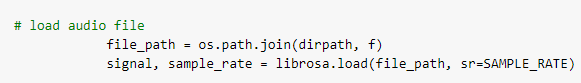 # load audio file
file_path = os.path.join(dirpath, f)
signal, sample_rate = librosa.load(file_path, sr=SAMPLE_RATE)